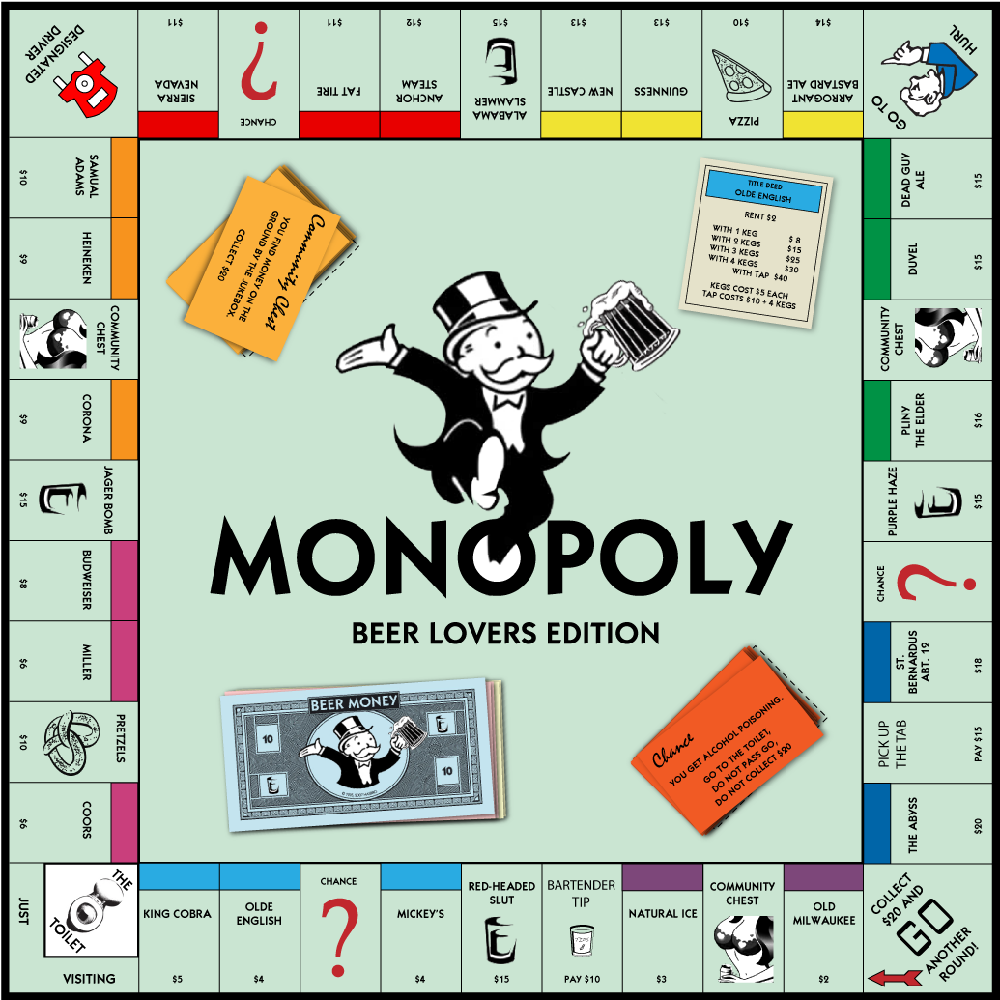 DESIGNATED
DRIVER
SIERRA
NEVADA
$11
CHANCE
?
FAT TIRE
$11
ANCHOR
STEAM
$12
ALABAMA
SLAMMER
$15
NEW CASTLE
$13
GUINNESS
$13
PIZZA
$10
ARROGANT
BASTARD ALE
$14
GO TO
HURL
DEAD GUY
ALE
$15
DUVEL
$15
COMMUNITY
CHEST
PLINY
THE ELDER
$16
PURPLE HAZE
$15
CHANCE
?
ST.
BERNARDUS
ABT. 12
$18
PICK UP
THE TAB
PAY $15
THE ABYSS
$20
COLLECT
$20 AND
GO
ANOTHER
ROUND!
OLD
MILWAUKEE
$2
COMMUNITY
CHEST
NATURAL ICE
$3
BARTENDER
TIP
TIPS
PAY $10
RED-HEADED
SLUT
$15
MICKEY'S
$4
CHANCE
?
OLDE
ENGLISH
$4
KING COBRA
$5
JUST
VISITING
THE
TOILET
COORS
$6
PRETZELS
$10
MILLER
$6
BUDWEISER
$8
JAGER BOMB
$15
CORONA
$9
COMMUNITY
CHEST
HEINEKEN
$9
SAMUAL
ADAMS
$10
Community Chest
YOU FIND MONEY ON THE
GROUND BY THE JUKEBOX.
COLLECT $20
TITLE DEED
OLDE ENGLISH
RENT $2
WITH 1 KEG $ 8
WITH 2 KEGS $15
WITH 3 KEGS $25
WITH 4 KEGS $30
WITH TAP $40
KEGS COST $5 EACH
TAP COSTS $10 + 4 KEGS
MONOPOLY
BEER LOVERS EDITION
BEER MONEY
10
10
Chance
YOU GET ALCOHOL POISONING.
GO TO THE TOILET,
DO NOT PASS GO,
DO NOT COLLECT $20